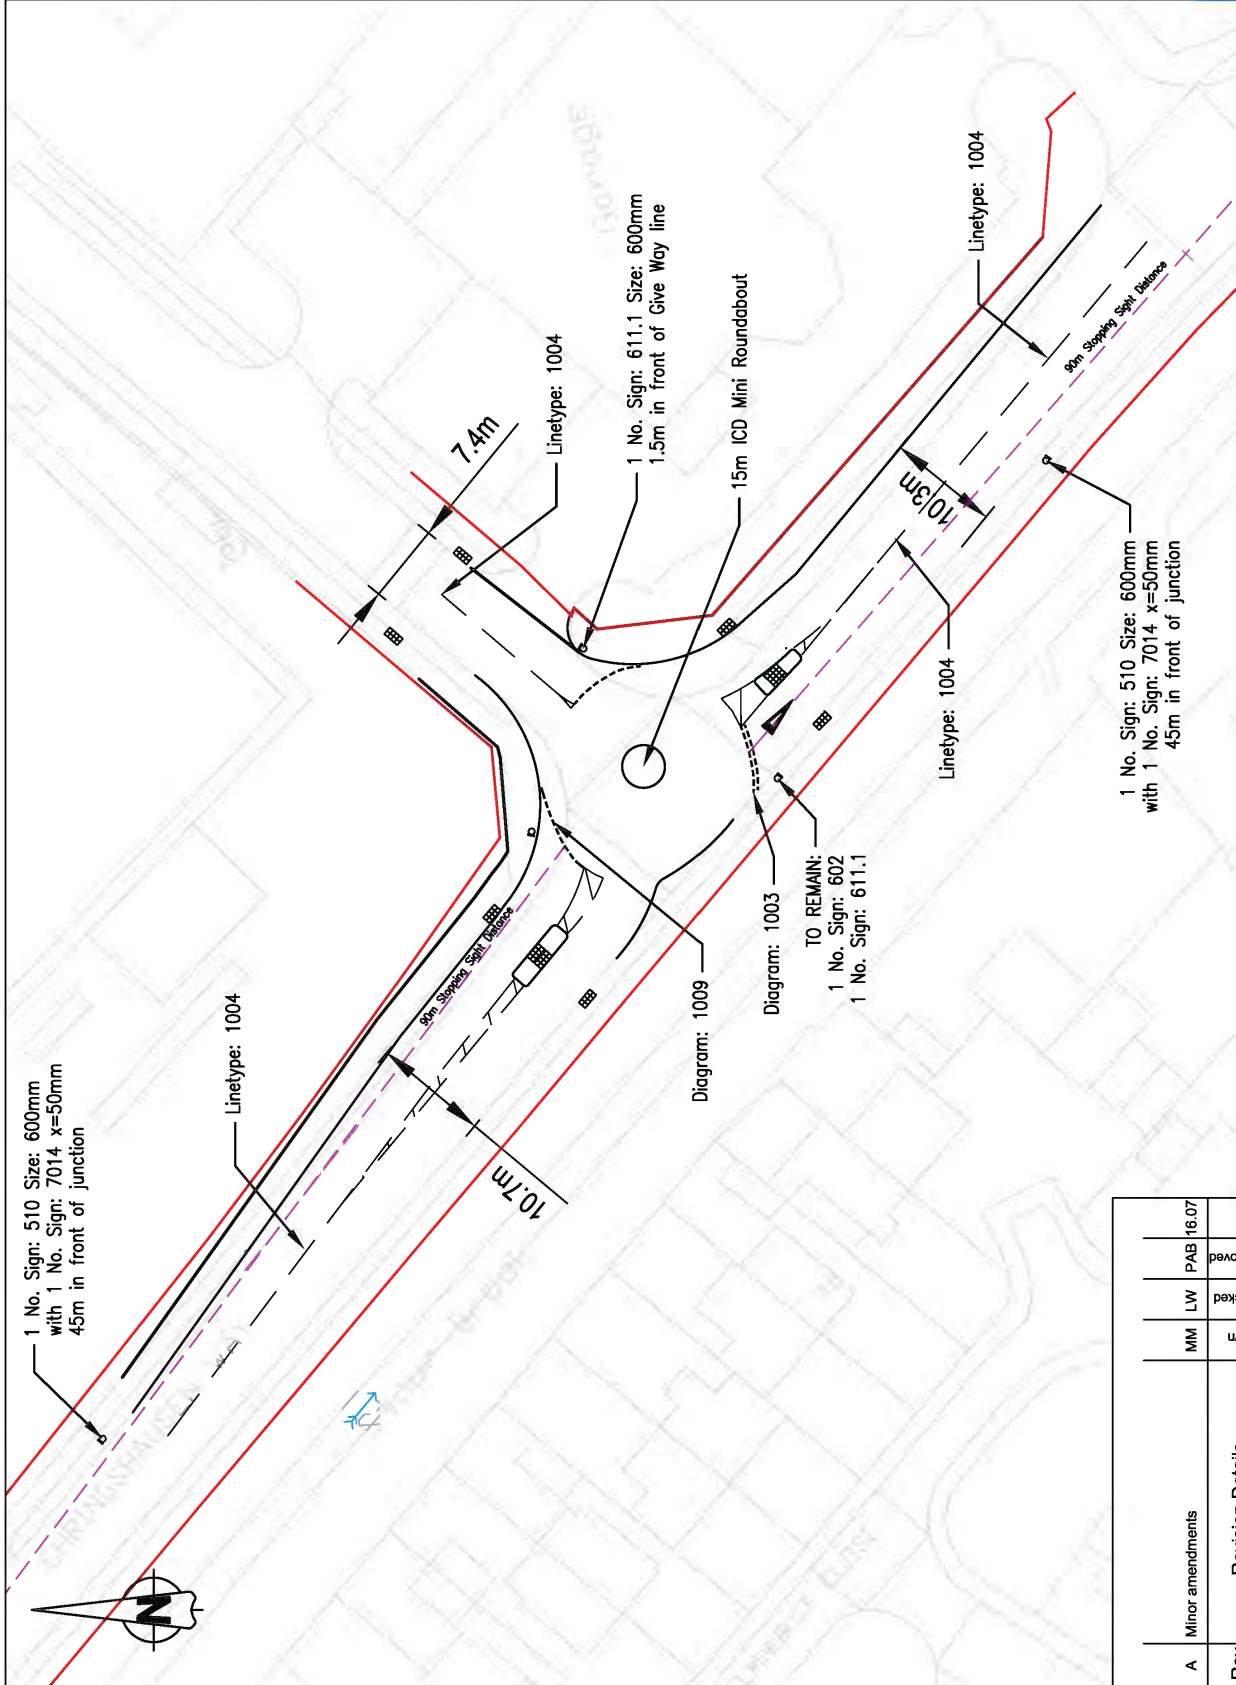 1 No. Sign: 510 Size: 600mm
with 1 No. Sign: 7014 x=50mm
45m in front of junction
Linetype: 1004
90m Stopping Sight Distance
10.7m
N
7.4m
Linetype: 1004
1 No. Sign: 611.1 Size: 600mm
1.5m in front of Give Way line
15m ICD Mini Roundabout
Linetype: 1004
90m Stopping Sight Distance
10.3m
Linetype: 1004
1 No. Sign: 510 Size: 600mm
with 1 No. Sign: 7014 x=50mm
45m in front of junction
Diagram: 1009
Diagram: 1003
TO REMAIN:
1 No. Sign: 602
1 No. Sign: 611.1
A Minor amendments MM LW PAB 16.07
Revision Details